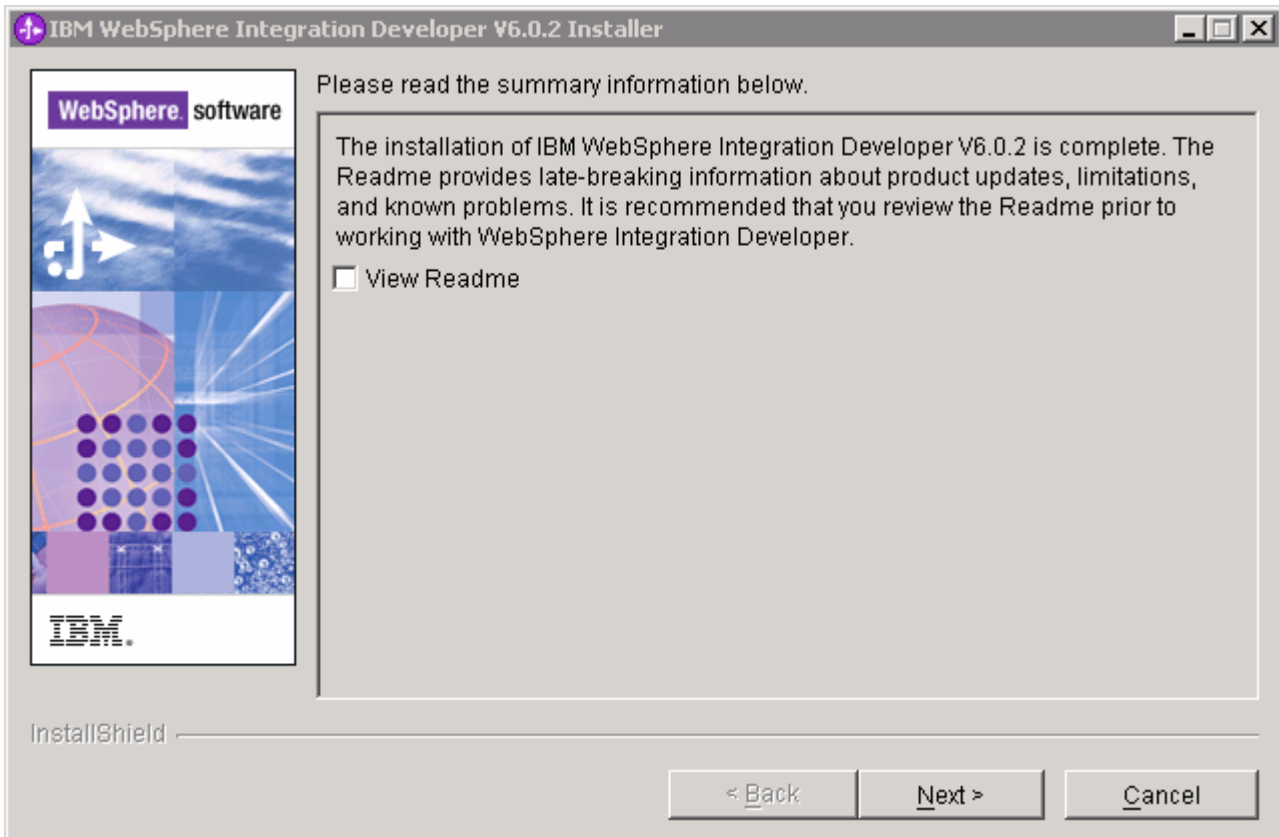 IBM WebSphere Integration Developer V6.0.2 Installer
WebSphere. software
Please read the summary information below.
The installation of IBM WebSphere Integration Developer V6.0.2 is complete. The
Readme provides late-breaking information about product updates, limitations,
and known problems. It is recommended that you review the Readme prior to
working with WebSphere Integration Developer.
View Readme
IBM.
InstallShield
< Back
Next >
Cancel